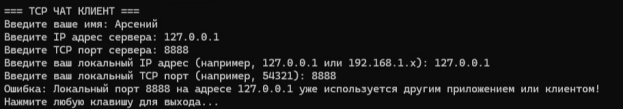 === TCP ЧАТ КЛИЕНТ ===
Введите ваше имя: Арсений
Введите IP адрес сервера: 127.0.0.1
Введите TCP порт сервера: 8888
Введите ваш локальный IP адрес (например, 127.0.0.1 или 192.168.1.x): 127.0.0.1
Введите ваш локальный TCP порт (например, 54321): 8888
Ошибка: Локальный порт 8888 на адресе 127.0.0.1 уже используется другим приложением или клиентом!
Нажмите любую клавишу для выхода...